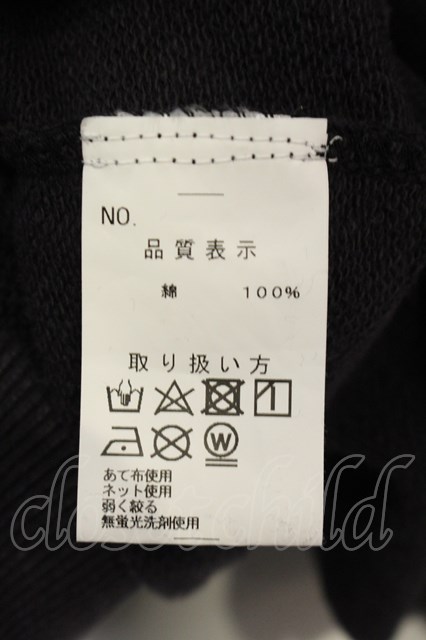 NO.
品質表示
綿 100%
取り扱い方
W
あて布使用
ネット使用
弱く絞る
無蛍光洗剤使用
closet child